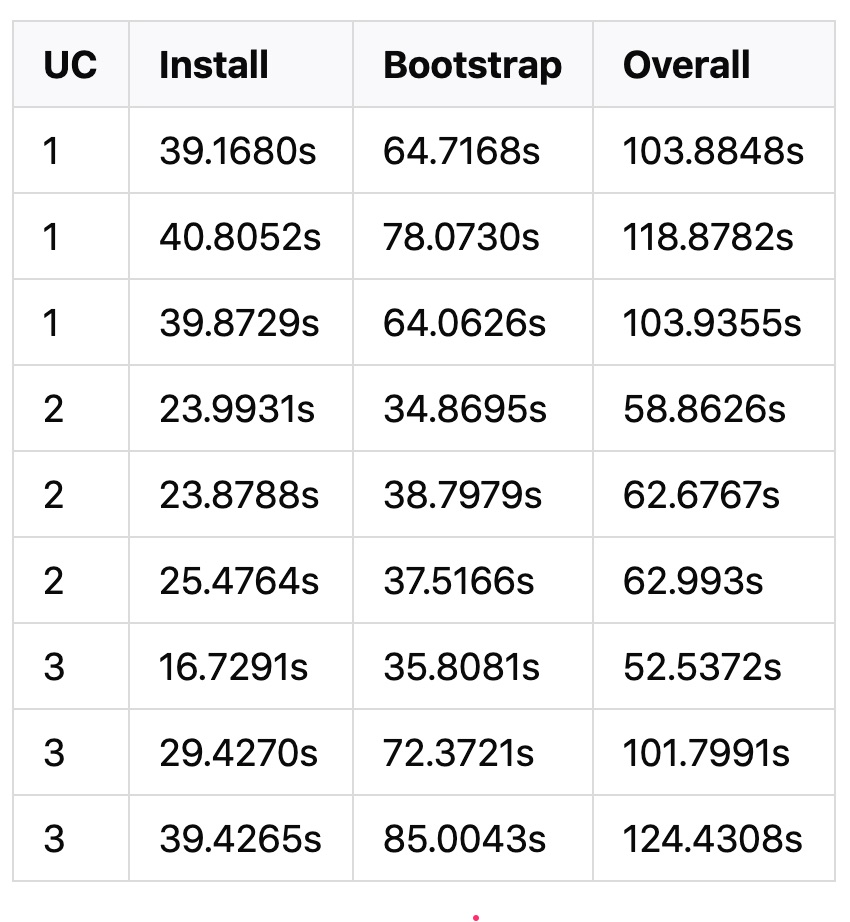 UC Install Bootstrap Overall
1 39.1680s 64.7168s 103.8848s
1 40.8052s 78.0730s 118.8782s
1 39.8729s 64.0626s 103.9355s
2 23.9931s 34.8695s 58.8626s
2 23.8788s 38.7979s 62.6767s
2 25.4764s 37.5166s 62.993s
3 16.7291s 35.8081s 52.5372s
3 29.4270s 72.3721s 101.7991s
3 39.4265s 85.0043s 124.4308s